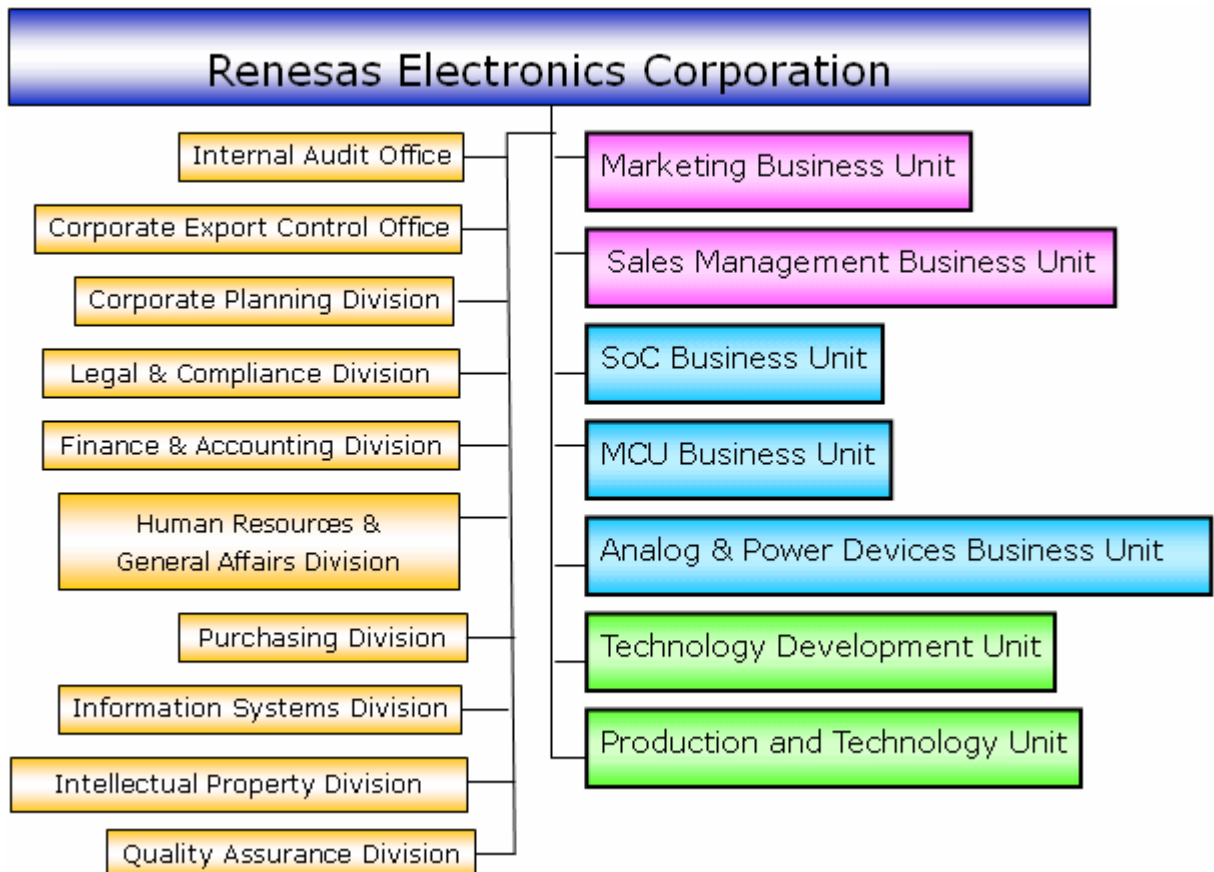 Renesas Electronics Corporation
Internal Audit Office
Corporate Export Control Office
Corporate Planning Division
Legal & Compliance Division
Finance & Accounting Division
Human Resources &
General Affairs Division
Purchasing Division
Information Systems Division
Intellectual Property Division
Quality Assurance Division
Marketing Business Unit
Sales Management Business Unit
SoC Business Unit
MCU Business Unit
Analog & Power Devices Business Unit
Technology Development Unit
Production and Technology Unit